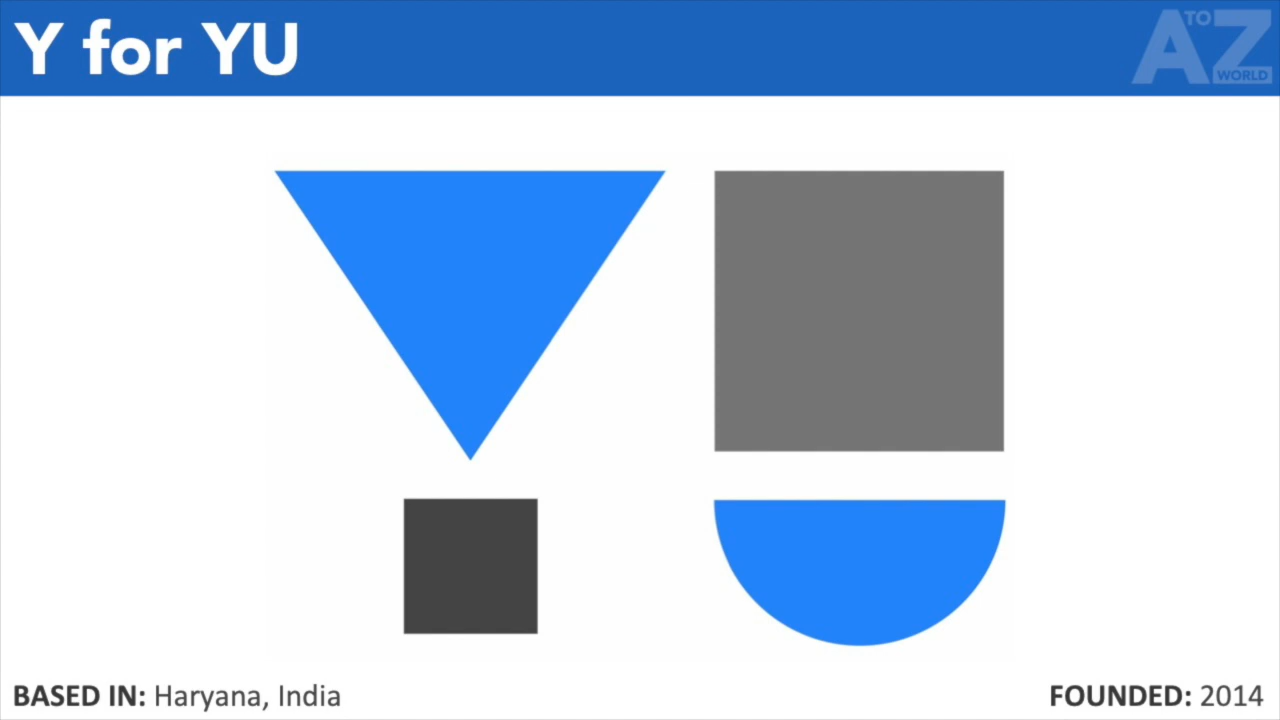 Y for YU
A TO Z
WORLD
BASED IN: Haryana, India
FOUNDED: 2014